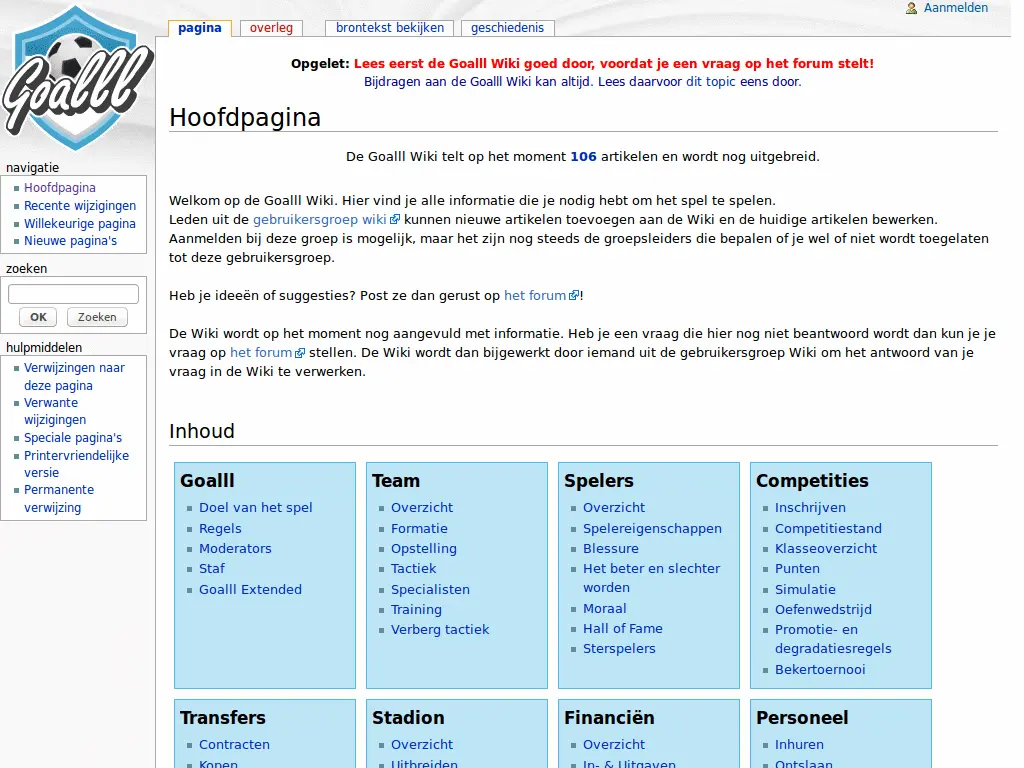 Goalll
pagina
overleg
brontekst bekijken
geschiedenis
Aanmelden
Opgelet: Lees eerst de Goalll Wiki goed door, voordat je een vraag op het forum stelt!
Bijdragen aan de Goalll Wiki kan altijd. Lees daarvoor dit topic eens door.
Hoofdpagina
De Goalll Wiki telt op het moment 106 artikelen en wordt nog uitgebreid.
Welkom op de Goalll Wiki. Hier vind je alle informatie die je nodig hebt om het spel te spelen.
Leden uit de gebruikersgroep wiki kunnen nieuwe artikelen toevoegen aan de Wiki en de huidige artikelen bewerken.
Aanmelden bij deze groep is mogelijk, maar het zijn nog steeds de groepsleiders die bepalen of je wel of niet wordt toegelaten
tot deze gebruikersgroep.
Heb je ideeën of suggesties? Post ze dan gerust op het forum!
De Wiki wordt op het moment nog aangevuld met informatie. Heb je een vraag die hier nog niet beantwoord wordt dan kun je je
vraag op het forum stellen. De Wiki wordt dan bijgewerkt door iemand uit de gebruikersgroep Wiki om het antwoord van je
vraag in de Wiki te verwerken.
navigatie
Hoofdpagina
Recente wijzigingen
Willekeurige pagina
Nieuwe pagina's
zoeken
OK
Zoeken
hulpmiddelen
Verwijzingen naar
deze pagina
Verwante
wijzigingen
Speciale pagina's
Printervriendelijke
versie
Permanente
verwijzing
Inhoud
Goalll
Doel van het spel
Regels
Moderators
Staf
Goalll Extended
Team
Overzicht
Formatie
Opstelling
Tactiek
Specialisten
Training
Verberg tactiek
Spelers
Overzicht
Spelereigenschappen
Blessure
Het beter en slechter
worden
Moraal
Hall of Fame
Sterspelers
Competities
Inschrijven
Competitiestand
Klasseoverzicht
Punten
Simulatie
Oefenwedstrijd
Promotie- en
degradatiesregels
Bekertoernooi
Transfers
Contracten
Kopen
Stadion
Overzicht
Uitbreiden
Financiën
Overzicht
In- & Uitgaven
Personeel
Inhuren
Ontslaan